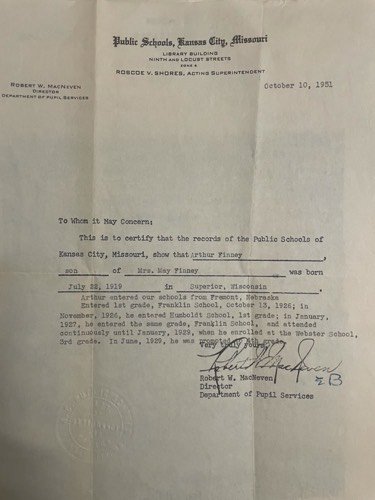 Public Schools, Kansas City, Missouri
LIBRARY BUILDING
NINTH AND LOCUST STREETS
ZONE 6
ROSCOE V. SHORES, ACTING SUPERINTENDENT
ROBERT W. MACNEVEN
DIRECTOR
DEPARTMENT OF PUPIL SERVICES
October 10, 1951
To Whom it May Concern:
This is to certify that the records of the Public Schools of
Kansas City, Missouri, show that Arthur Finney,
son of Mrs. May Finney was born
July 22, 1919 in Superior, Wisconsin
Arthur entered our schools from Fremont, Nebraska
Entered 1st grade, Franklin School, October 13, 1926; in
November, 1926, he entered Humboldt School, 1st grade; in January,
1927, he entered the same grade, Franklin School, and attended
continuously until January, 1929, when he enrolled at the Webster School,
3rd grade. In June, 1929, he was promoted to 4th grade.
Very truly yours,
Robert W. MacNeven
Robert W. MacNeven
Director
Department of Pupil Services